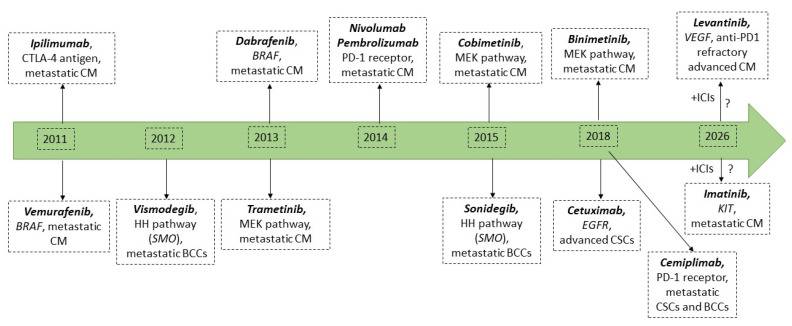 Ipilimumab,
CTLA-4 antigen,
metastatic CM
Dabrafenib,
BRAF,
metastatic CM
Nivolumab
Pembrolizumab
PD-1 receptor,
metastatic CM
Cobimetinib,
MEK pathway,
metastatic CM
Binimetinib,
MEK pathway,
metastatic CM
Levantinib,
VEGF, anti-PD1
refractory
advanced CM
+ICIs ?
2011
2012
2013
2014
2015
2018
2026
+ICIs ?
Vemurafenib,
BRAF, metastatic
CM
Vismodegib,
HH pathway
(SMO),
metastatic BCCs
Trametinib,
MEK pathway,
metastatic CM
Sonidegib,
HH pathway
(SMO),
metastatic BCCs
Cetuximab,
EGFR,
advanced CSCs
Imatinib,
KIT,
metastatic CM
Cemiplimab,
PD-1 receptor,
metastatic
CSCs and BCCs